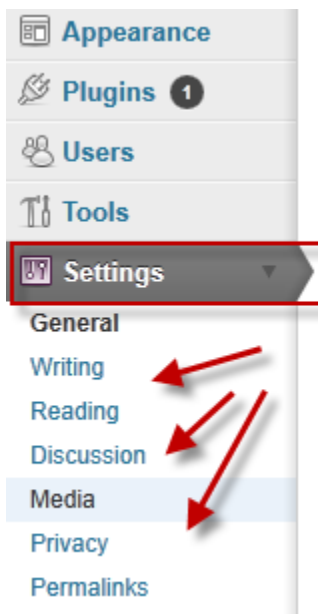 Appearance
Plugins 1
Users
Tools
Settings
General
Writing
Reading
Discussion
Media
Privacy
Permalinks